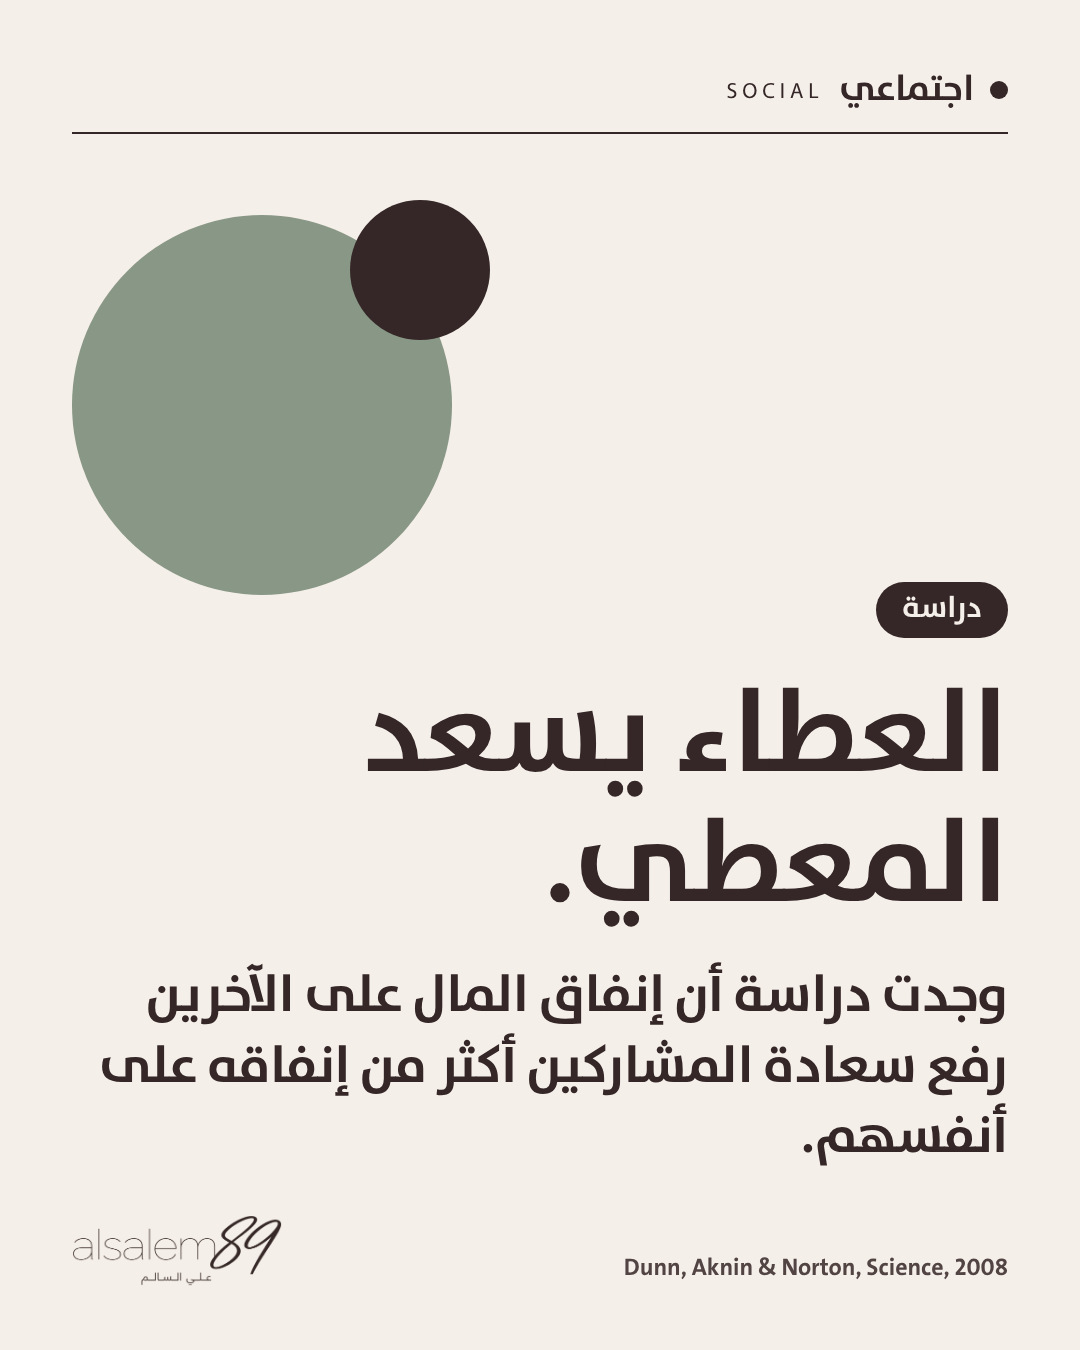 اجتماعي SOCIAL
دراسة
العطاء يسعد
المعطي.
وجدت دراسة أن إنفاق المال على الآخرين
رفع سعادة المشاركين أكثر من إنفاقه على
أنفسهم.
alsalem89
علي السالم
Dunn, Aknin & Norton, Science, 2008